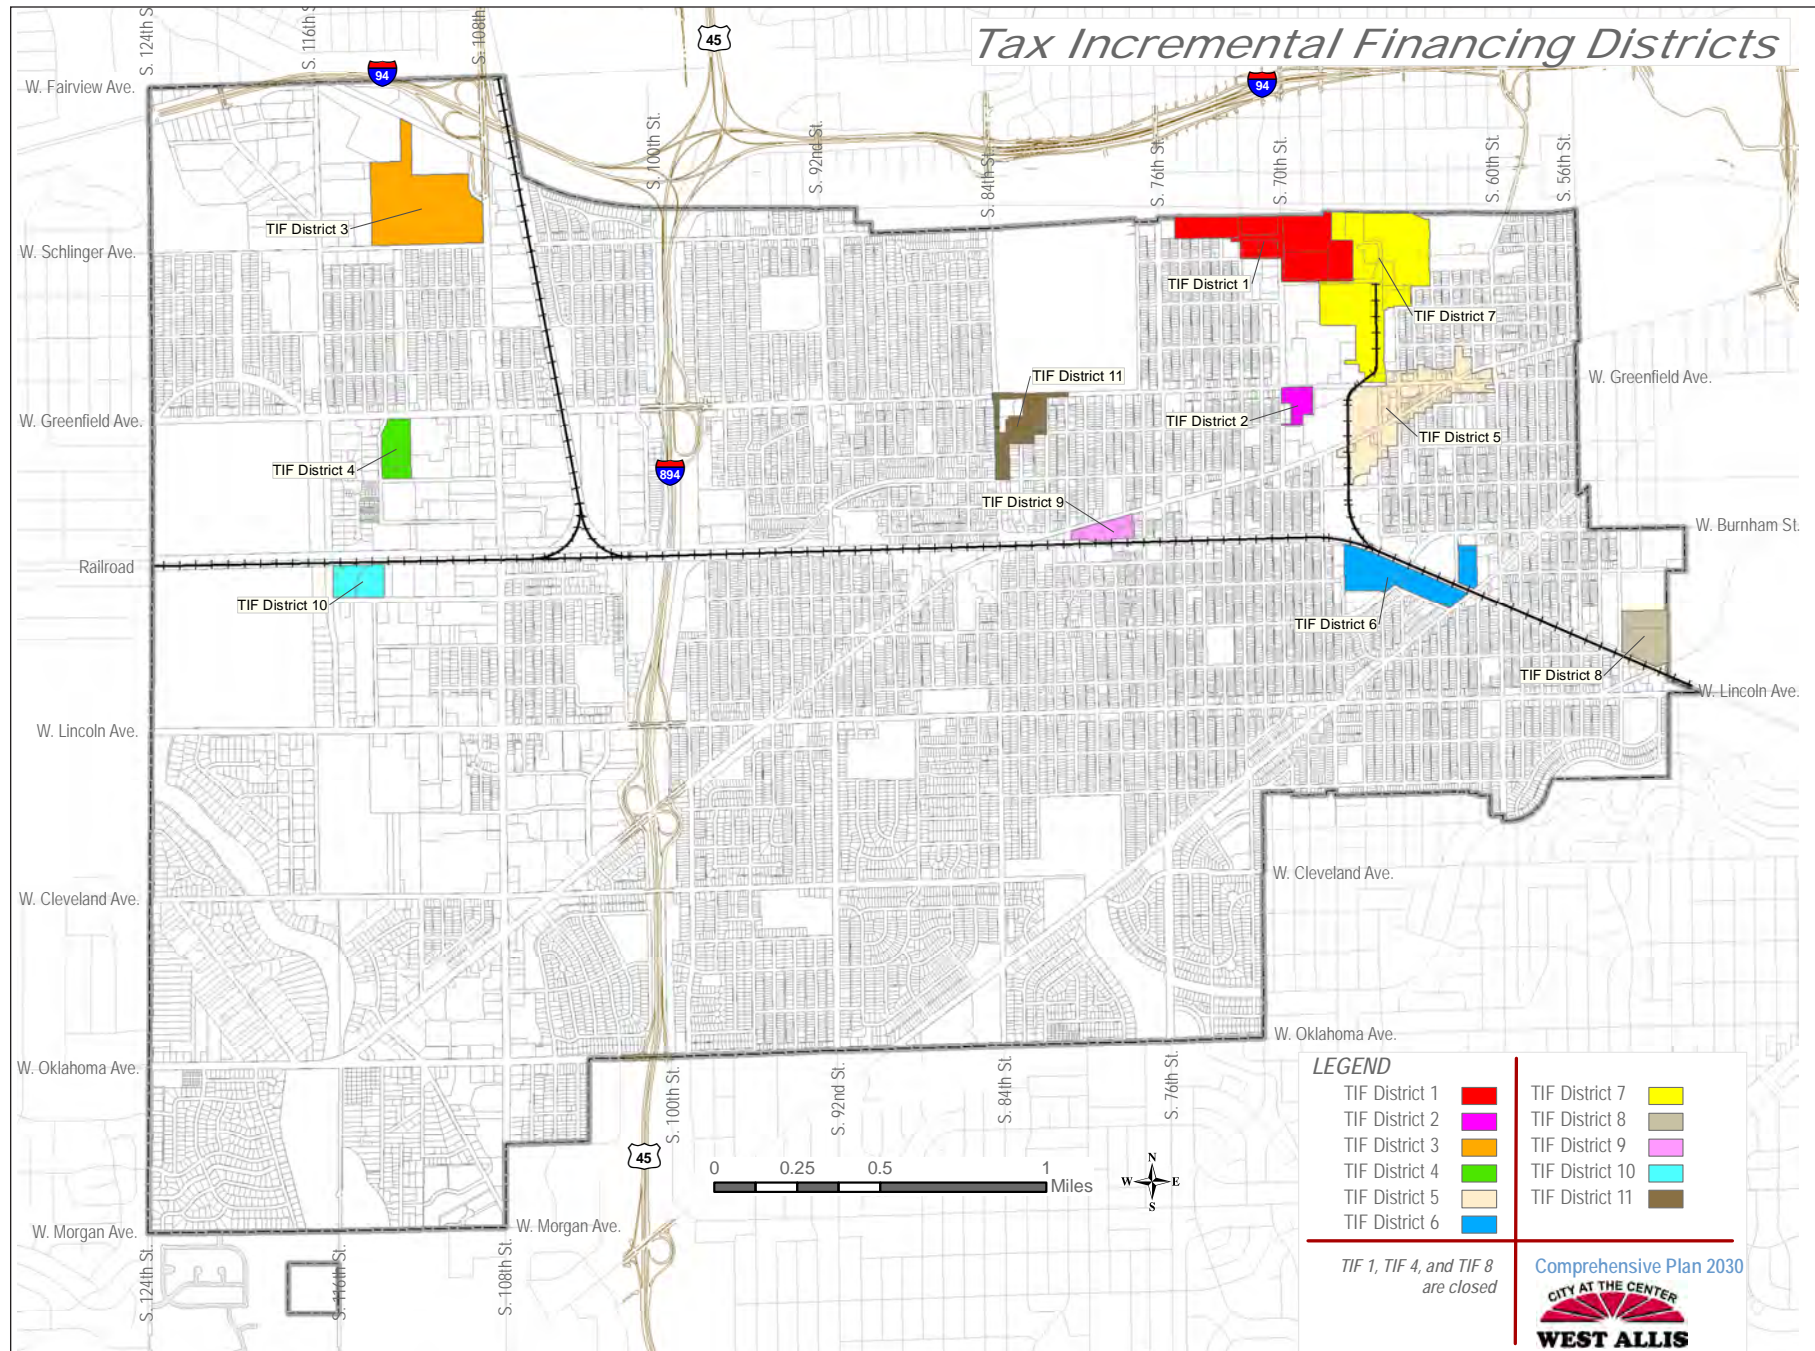 Tax Incremental Financing Districts
S. 124th S
S. 116th S
S. 108th
45
94
94
W. Fairview Ave.
S. 100th St.
S. 92nd St.
S. 84th St.
S. 76th St.
S. 70th St.
S. 60th St.
S. 56th St.
TIF District 3
W. Schlinger Ave.
TIF District 1
TIF District 7
TIF District 11
W. Greenfield Ave.
W. Greenfield Ave.
TIF District 2
TIF District 5
TIF District 4
894
TIF District 9
W. Burnham St.
Railroad
TIF District 10
TIF District 6
TIF District 8
W. Lincoln Ave.
W. Lincoln Ave.
W. Cleveland Ave.
W. Cleveland Ave.
W. Oklahoma Ave.
W. Oklahoma Ave.
S. 100th St.
S. 92nd St.
S. 84th St.
S. 76th St.
45
0 0.25 0.5 1
Miles
N
W E
S
W. Morgan Ave.
W. Morgan Ave.
S. 124th St.
S. 116th St.
S. 108th St.
LEGEND
TIF District 1
TIF District 2
TIF District 3
TIF District 4
TIF District 5
TIF District 6
TIF District 7
TIF District 8
TIF District 9
TIF District 10
TIF District 11
TIF 1, TIF 4, and TIF 8
are closed
Comprehensive Plan 2030
CITY AT THE CENTER
WEST ALLIS